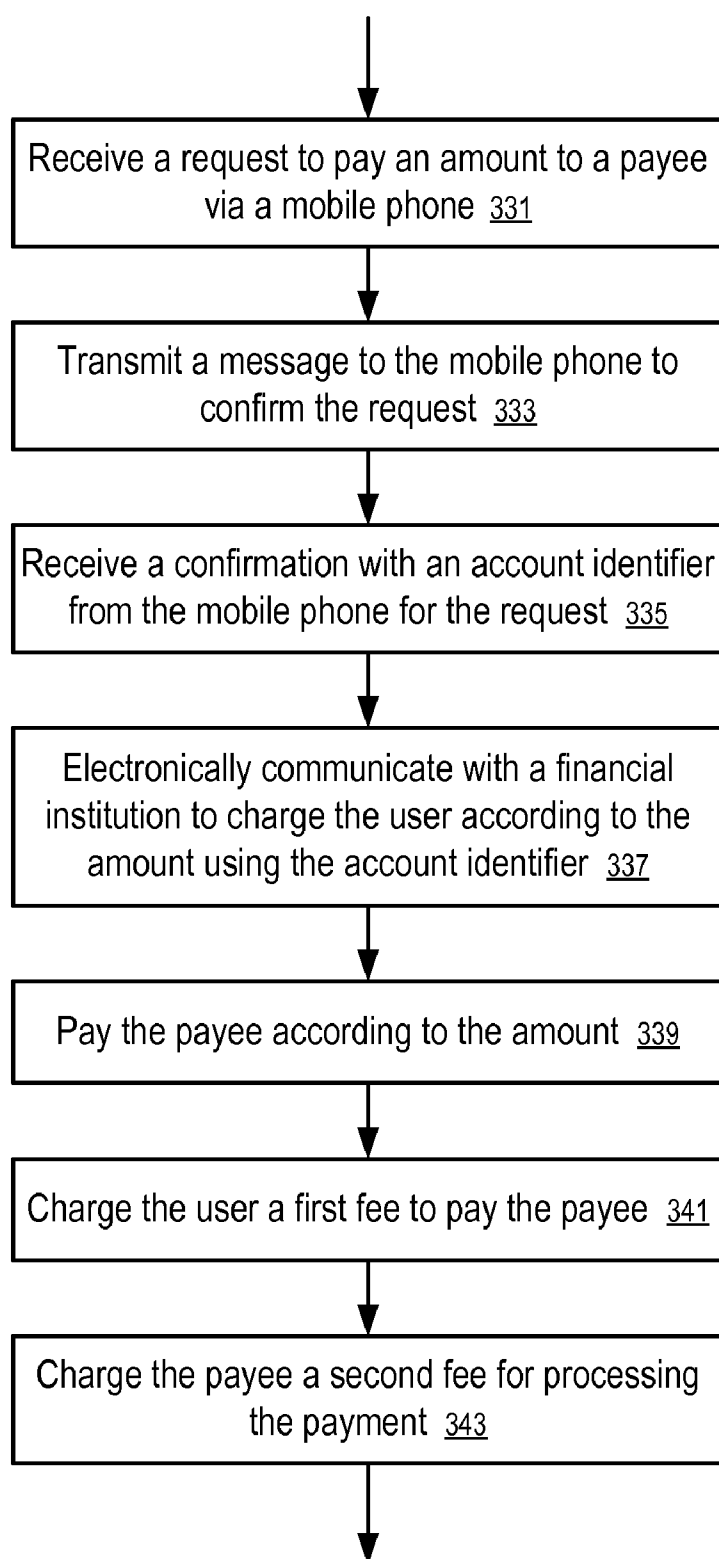 Receive a request to pay an amount to a payee
via a mobile phone 331
Transmit a message to the mobile phone to
confirm the request 333
Receive a confirmation with an account identifier
from the mobile phone for the request 335
Electronically communicate with a financial
institution to charge the user according to the
amount using the account identifier 337
Pay the payee according to the amount 339
Charge the user a first fee to pay the payee 341
Charge the payee a second fee for processing
the payment 343